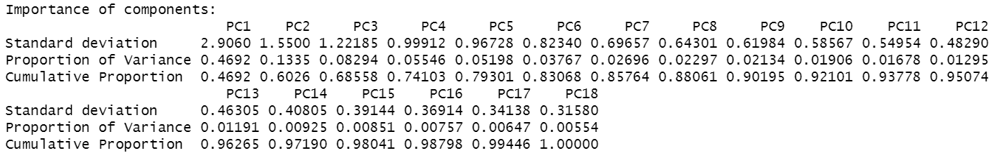 Importance of components:
                          PC1    PC2     PC3     PC4     PC5     PC6     PC7     PC8     PC9    PC10    PC11    PC12
Standard deviation     2.9060 1.5500 1.22185 0.99912 0.96728 0.82340 0.69657 0.64301 0.61984 0.58567 0.54954 0.48290
Proportion of Variance 0.4692 0.1335 0.08294 0.05546 0.05198 0.03767 0.02696 0.02297 0.02134 0.01906 0.01678 0.01295
Cumulative Proportion  0.4692 0.6026 0.68558 0.74103 0.79301 0.83068 0.85764 0.88061 0.90195 0.92101 0.93778 0.95074
                          PC13    PC14    PC15    PC16    PC17    PC18
Standard deviation     0.46305 0.40805 0.39144 0.36914 0.34138 0.31580
Proportion of Variance 0.01191 0.00925 0.00851 0.00757 0.00647 0.00554
Cumulative Proportion  0.96265 0.97190 0.98041 0.98798 0.99446 1.00000